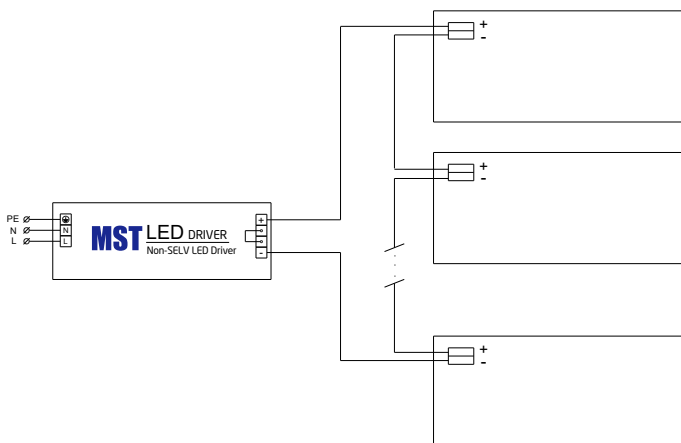 +
-
+
-
PE
N
L
N
L
MST LED DRIVER
Non-SELV LED Driver
+
-
+
-